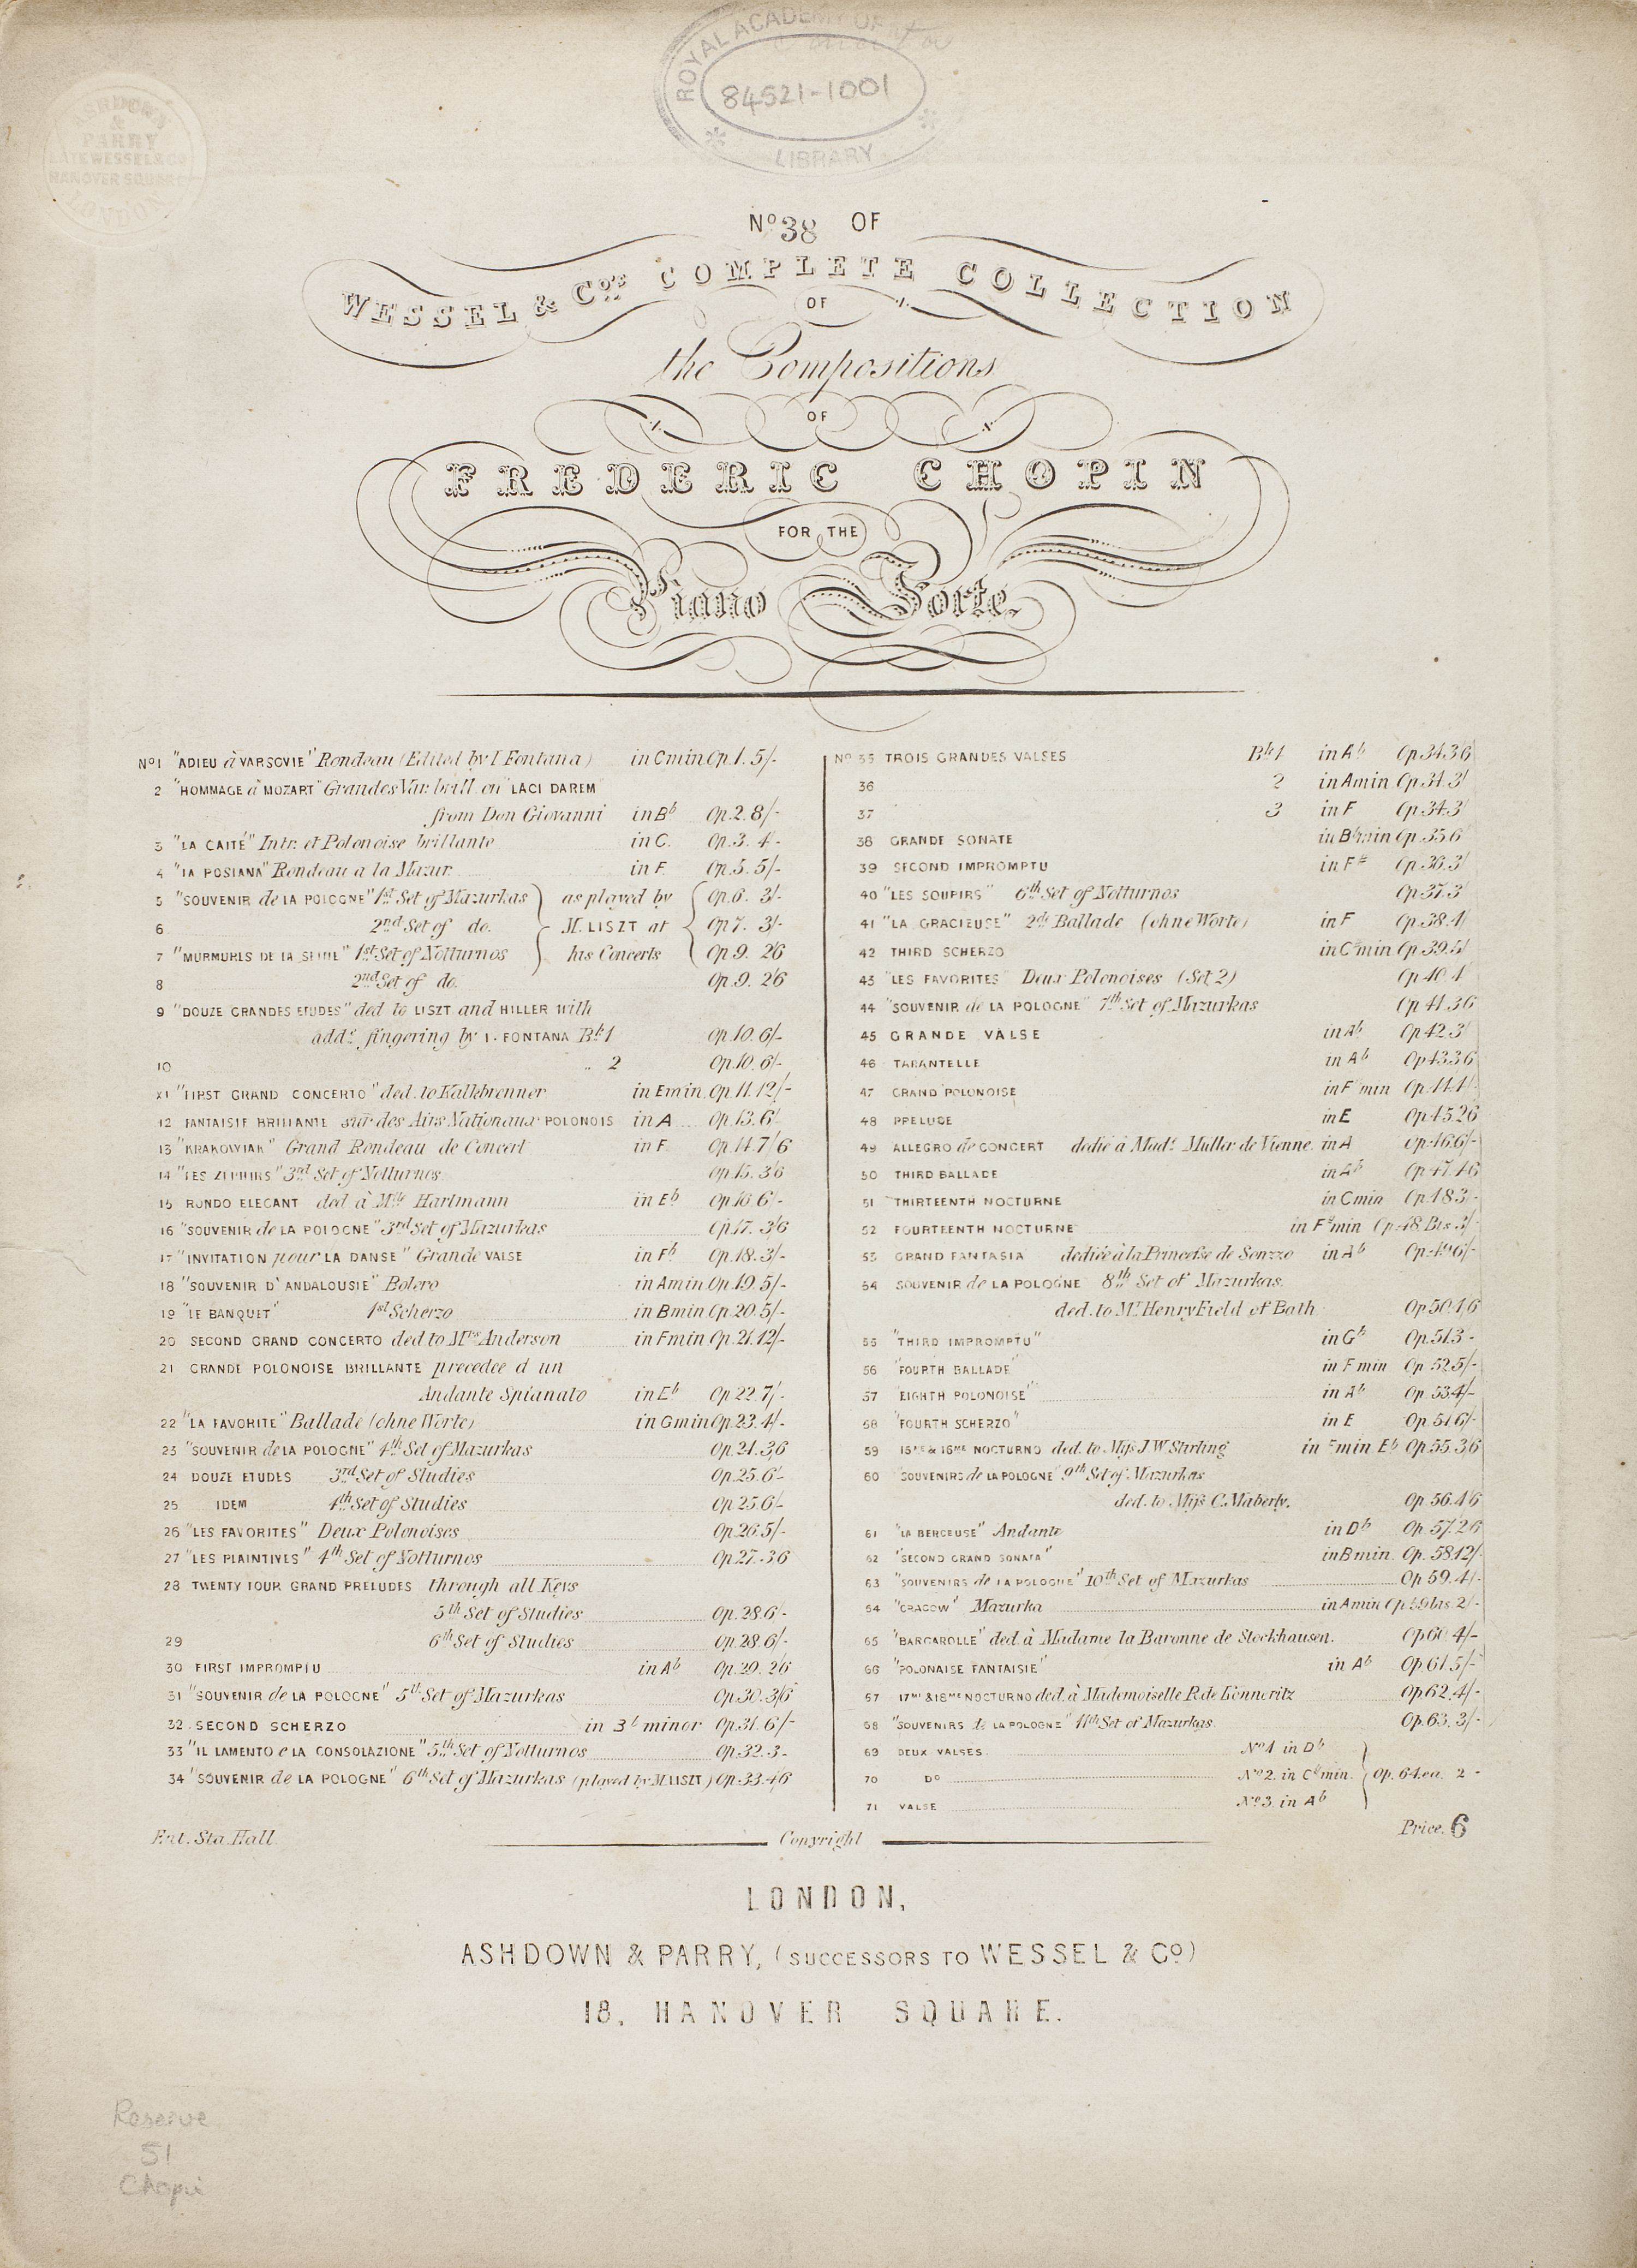 ROYAL ACADEMY OF
84521-1001
LIBRARY
ASHDOWN
&
PARRY
LATE WESSEL & Co
HANOVER SQUARE
LONDON
No 38 OF
WESSEL & Cos. COMPLETE COLLECTION
OF
the Compositions
OF
FREDERIC CHOPIN
FOR THE
Piano Forte.
No 1 "ADIEU à VARSOVIE" Rondeau (Edited by I Fontana) in C min Op.1. 5/-
2 "HOMMAGE à MOZART" Grandes Var: brill. on "LACI DAREM"
from Don Giovanni in Bb Op.2. 8/-
3 "LA CAITÉ" Intr. et Polonoise brillante in C. Op.3. 4-
4 "LA POSIANA" Rondeau a la Mazur in F Op.5. 5/-
5 "SOUVENIR de LA POLOGNE" 1st Set of Mazurkas as played by Op.6. 3/-
6 2nd Set of do. M. LISZT at Op.7. 3/-
7 "MURMURES DE LA SEINE" 1st Set of Notturnos his Concerts Op.9. 2/6
8 2nd Set of do. Op.9. 2/6
9 "DOUZE GRANDES ETUDES" ded to LISZT and HILLER with
addl. fingering by I. FONTANA Bk 1 Op.10. 6/-
10 .. 2 Op.10. 6/-
11 "FIRST GRAND CONCERTO" ded. to Kalkbrenner in E min. Op.11. 12/-
12 FANTAISIE BRILLANTE sur des Airs Nationaux POLONOIS in A Op.13. 6/
13 "KRAKOWIAK" Grand Rondeau de Concert in F Op.14. 7/6
14 "LES ZEPHIRS" 3rd Set of Notturnos Op.15. 3/6
15 RONDO ELEGANT ded à Mlle Hartmann in Eb Op.16. 6/-
16 "SOUVENIR de LA POLOGNE" 3rd Set of Mazurkas Op.17. 3/6
17 "INVITATION pour LA DANSE" Grande VALSE in Eb Op.18. 3/-
18 "SOUVENIR D'ANDALOUSIE" Bolero in A min Op.19. 5/-
19 "LE BANQUET" 1st Scherzo in B min Op.20. 5/-
20 SECOND GRAND CONCERTO ded to Mrs Anderson in F min Op.21. 12/-
21 GRANDE POLONOISE BRILLANTE precedée d'un
Andante Spianato in Eb Op.22. 7/-
22 "LA FAVORITE" Ballade (ohne Worte) in G min Op.23. 4/-
23 "SOUVENIR de LA POLOGNE" 4th Set of Mazurkas Op.24. 3/6
24 DOUZE ETUDES 3rd Set of Studies Op.25. 6/-
25 IDEM 4th Set of Studies Op.25. 6/-
26 "LES FAVORITES" Deux Polonoises Op.26. 5/-
27 "LES PLAINTIVES" 4th Set of Notturnos Op.27. 3/6
28 TWENTY FOUR GRAND PRELUDES through all Keys
5th Set of Studies Op.28. 6/-
29 6th Set of Studies Op.28. 6/-
30 FIRST IMPROMPTU in Ab Op.29. 2/6
31 "SOUVENIR de LA POLOGNE" 5th Set of Mazurkas Op.30. 3/6
32. SECOND SCHERZO in Bb minor Op.31. 6/-
33 "IL LAMENTO e LA CONSOLAZIONE" 5th Set of Notturnos Op.32. 3-
34 "SOUVENIR de LA POLOGNE" 6th Set of Mazurkas (played by M. LISZT) Op.33. 4/6
No 35 TROIS GRANDES VALSES Bk 1 in Ab Op.34. 3/6
36 2 in A min Op.34. 3/
37 3 in F Op.34. 3/
38 GRANDE SONATE in Bb min Op.35. 6
39 SECOND IMPROMPTU in F# Op.36. 3/
40 "LES SOUPIRS" 6th Set of Notturnos Op.37. 3/
41 "LA GRACIEUSE" 2de Ballade (ohne Worte) in F Op.38. 4/
42 THIRD SCHERZO in C# min Op.39. 5/
43 "LES FAVORITES" Deux Polonoises (Set 2) Op.40. 4
44 "SOUVENIR de LA POLOGNE" 7th Set of Mazurkas Op.41. 3/6
45 GRANDE VALSE in Ab Op.42. 3/
46 TARANTELLE in Ab Op.43. 3/6
47 GRAND POLONOISE in F# min Op.44. 4/-
48 PRELUDE in E Op.45. 2/6
49 ALLEGRO de CONCERT dedié à Madle Muller de Vienne. in A Op.46. 6/-
50 THIRD BALLADE in Ab Op.47. 4/6
51 THIRTEENTH NOCTURNE in C min Op.48. 3/-
52 FOURTEENTH NOCTURNE in F# min Op.48 Bis 3/-
53 GRAND FANTASIA dediée à la Princesse de Souzzo in Ab Op.49. 6/-
54 SOUVENIR de LA POLOGNE 8th Set of Mazurkas.
ded. to Mr Henry Field of Bath Op.50. 4/6
55 "THIRD IMPROMPTU" in Gb Op.51. 3-
56 "FOURTH BALLADE" in F min Op.52. 5/-
57 "EIGHTH POLONOISE" in Ab Op.53. 4/-
58 "FOURTH SCHERZO" in E Op.54. 6/-
59 15me & 16me NOCTURNO ded. to Miss J.W Stirling in F min Eb Op.55. 3/6
60 "SOUVENIRS de LA POLOGNE" 9th Set of Mazurkas
ded. to Miss C. Maberly. Op.56. 4/6
61 "LA BERCEUSE" Andante in Db Op.57. 2/6
62 "SECOND GRAND SONATA" in B min. Op.58. 12/-
63 "SOUVENIRS de LA POLOGNE" 10th Set of Mazurkas Op.59. 4/-
64 "CRACOW" Mazurka in A min Op.59 bis. 2/-
65 "BARCAROLLE" ded. à Madame la Baronne de Stockhausen. Op.60. 4/-
66 "POLONAISE FANTAISIE" in Ab Op.61. 5/-
67 17me & 18me NOCTURNO ded. à Mademoiselle R. de Konneritz Op.62. 4/-
68 "SOUVENIRS de LA POLOGNE" 11th Set of Mazurkas. Op.63. 3/-
69 DEUX VALSES. No 1 in Db
70 Do No 2. in C# min. Op. 64. ea. 2 -
71 VALSE No 3. in Ab
Ent. Sta. Hall.
Copyright
Price. 6
LONDON,
ASHDOWN & PARRY, (SUCCESSORS TO WESSEL & Co)
18, HANOVER SQUARE.
Reserve
51
Chopi